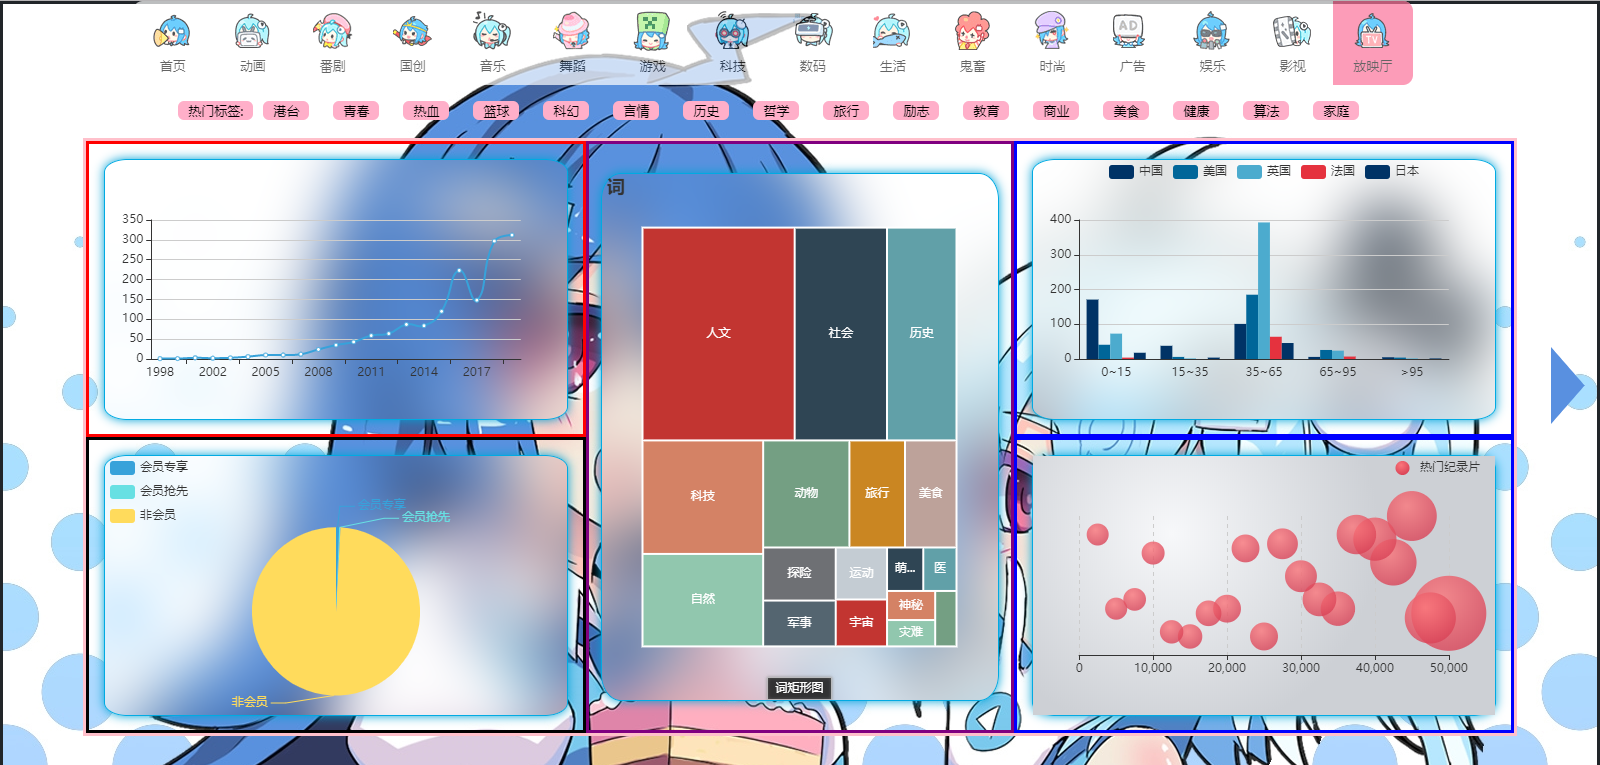 首页 动画 番剧 国创 音乐 舞蹈 游戏 科技 数码 生活 鬼畜 时尚 AD 广告 娱乐 影视 TV 放映厅
热门标签: 港台 青春 热血 篮球 科幻 言情 历史 哲学 旅行 励志 教育 商业 美食 健康 算法 家庭
350
300
250
200
150
100
50
0
1998 2002 2005 2008 2011 2014 2017
会员专享
会员抢先
非会员
会员专享
会员抢先
非会员
词
人文 社会 历史
科技 动物 旅行 美食
自然 探险 运动 萌... 医
军事 宇宙 神秘
灾难
词矩形图
中国 美国 英国 法国 日本
400
300
200
100
0
0~15 15~35 35~65 65~95 >95
热门纪录片
0 10,000 20,000 30,000 40,000 50,000